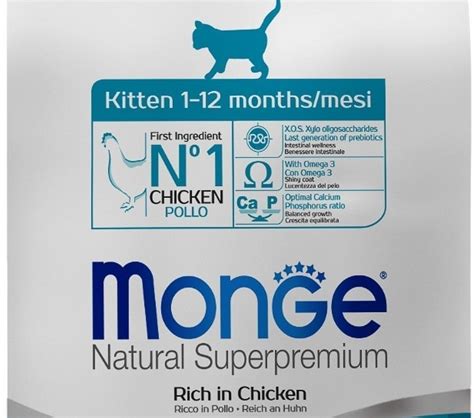 Kitten 1-12 months/mesi
First Ingredient
N°1
CHICKEN
POLLO
X.O.S. Xylo oligosaccharides
Last generation of prebiotics
Intestinal wellness
Benessere intestinale
Ω
With Omega 3
Con Omega 3
Shiny coat
Lucentezza del pelo
Ca P
Optimal Calcium
Phosphorus ratio
Balanced growth
Crescita equilibrata
MONGE®
Natural Superpremium
Rich in Chicken
Ricco in Pollo • Reich an Huhn